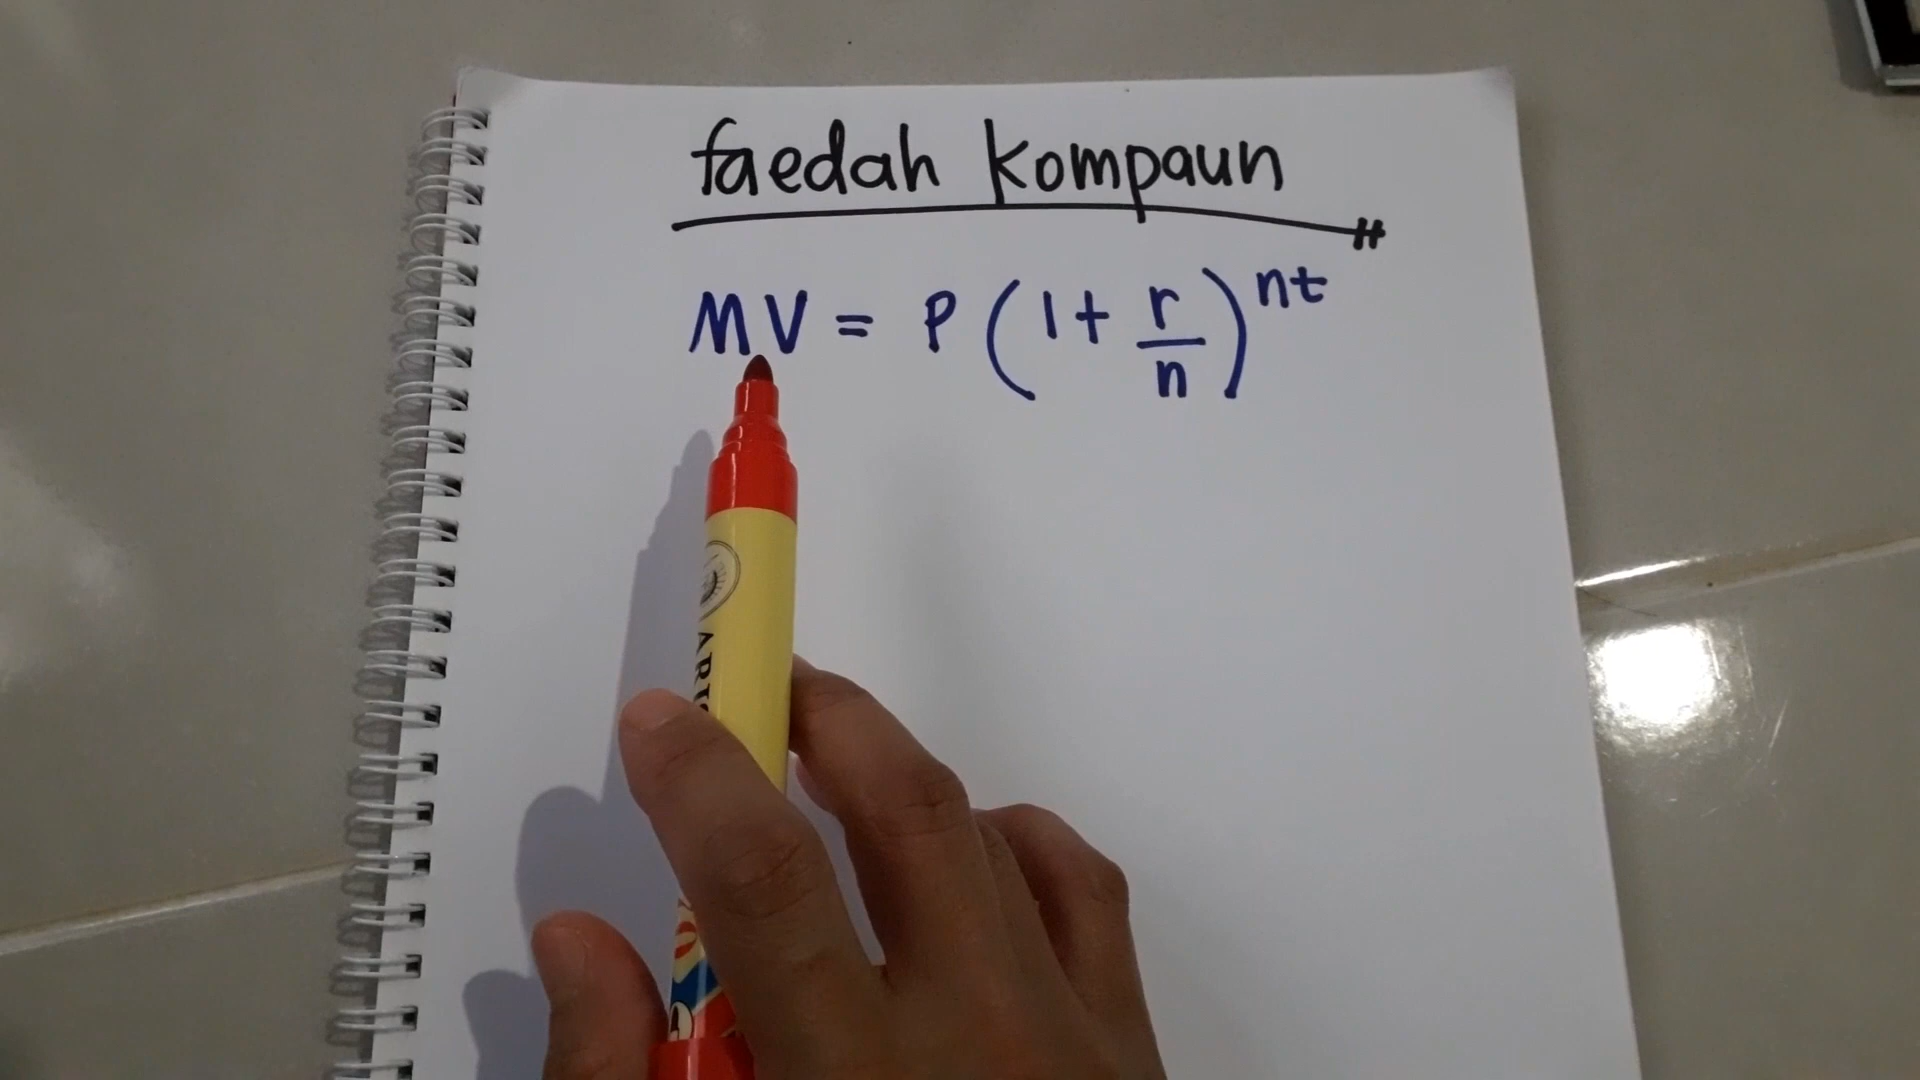 faedah kompaun
MV = P (1 + r/n)^nt